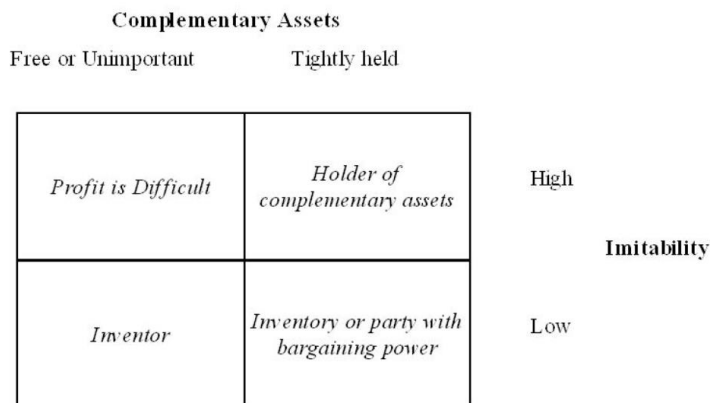 Complementary Assets
Free or Unimportant Tightly held
Profit is Difficult
Holder of
complementary assets
High
Imitability
Inventor
Inventory or party with
bargaining power
Low